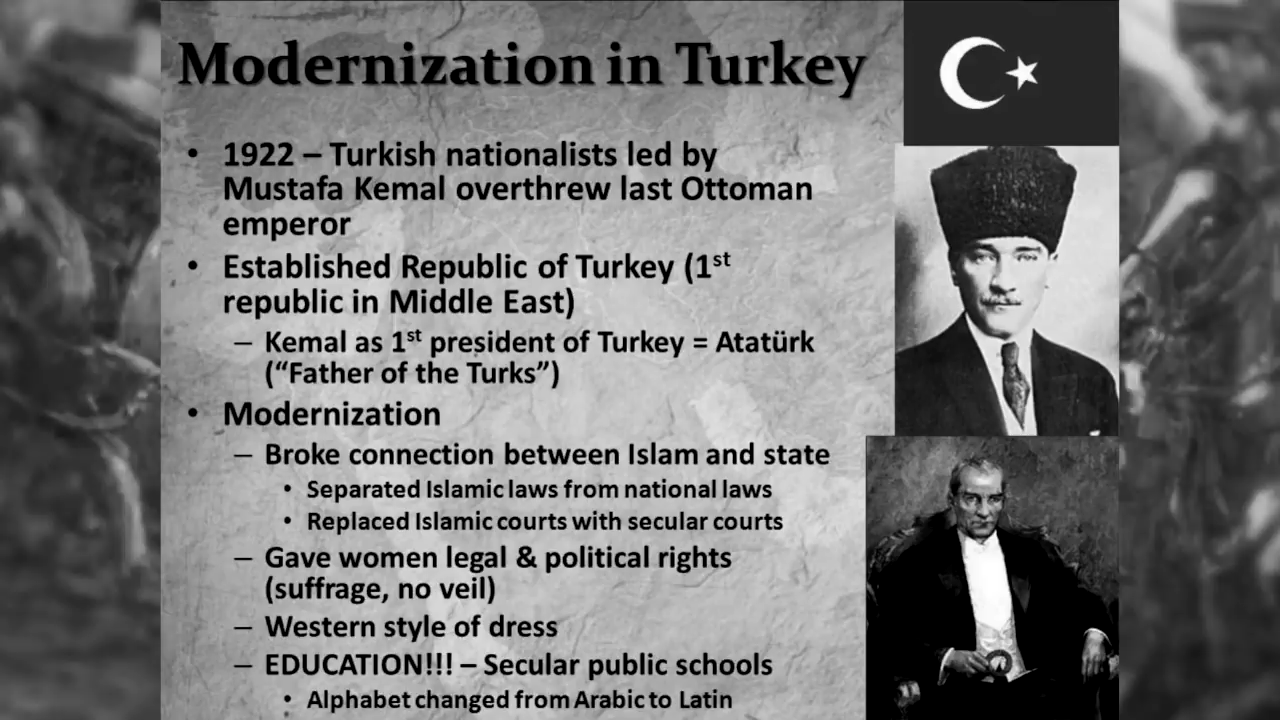 Modernization in Turkey
• 1922 – Turkish nationalists led by
Mustafa Kemal overthrew last Ottoman
emperor
• Established Republic of Turkey (1st
republic in Middle East)
– Kemal as 1st president of Turkey = Atatürk
(“Father of the Turks”)
• Modernization
– Broke connection between Islam and state
• Separated Islamic laws from national laws
• Replaced Islamic courts with secular courts
– Gave women legal & political rights
(suffrage, no veil)
– Western style of dress
– EDUCATION!!! – Secular public schools
• Alphabet changed from Arabic to Latin